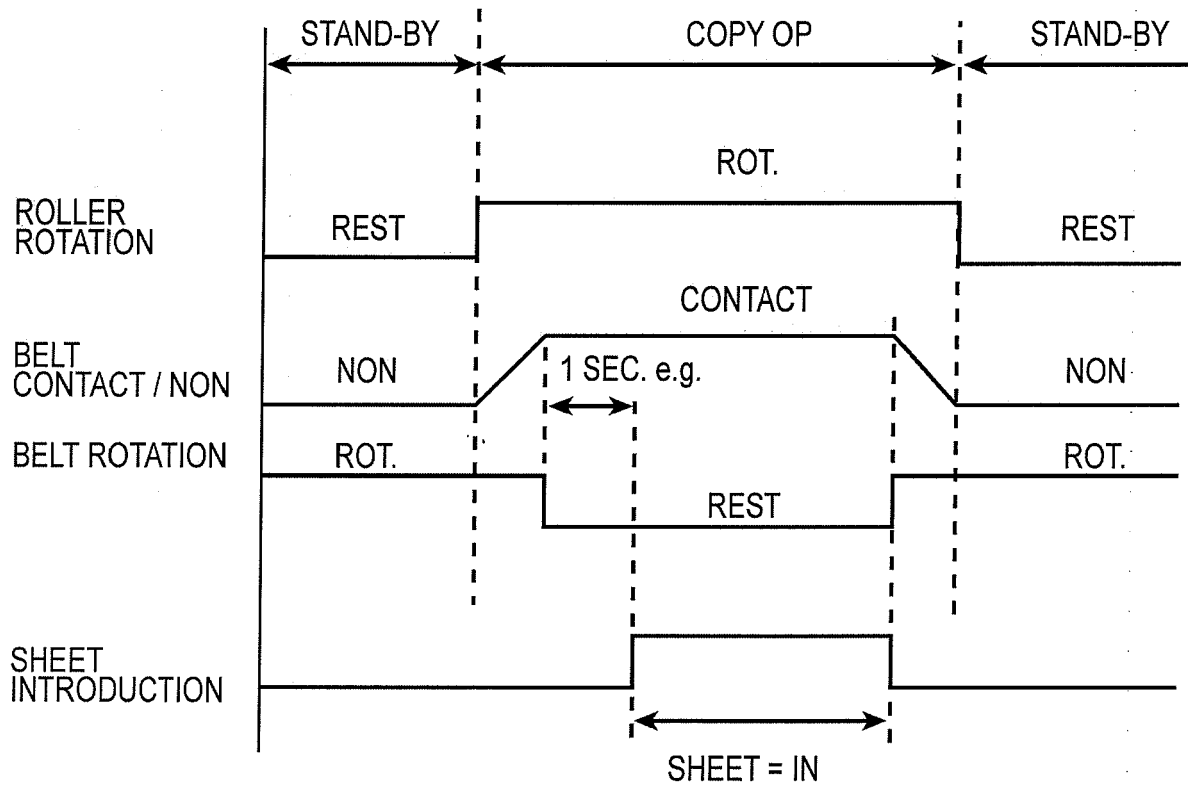 STAND-BY COPY OP STAND-BY
ROT.
ROLLER
ROTATION
REST REST
CONTACT
BELT
CONTACT / NON
NON 1 SEC. e.g. NON
BELT ROTATION ROT. ROT.
REST
SHEET
INTRODUCTION
SHEET = IN